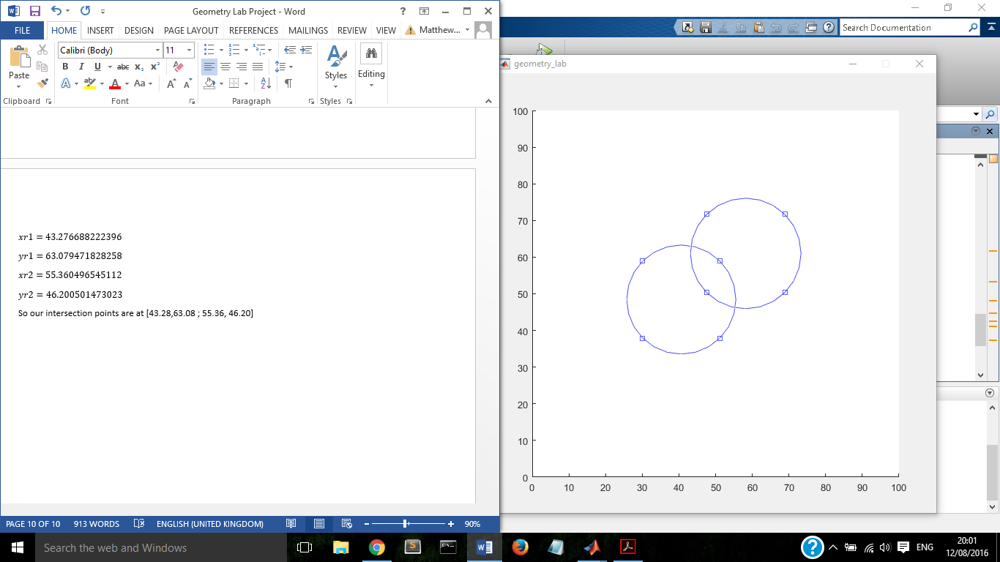 Geometry Lab Project - Word
?
FILE HOME INSERT DESIGN PAGE LAYOUT REFERENCES MAILINGS REVIEW VIEW Matthew...
Paste
Clipboard
Calibri (Body) 11
B I U abc x₂ x²
A ab A Aa A A
Font
Paragraph
Styles
Styles
Editing
xr1 = 43.276688222396
yr1 = 63.079471828258
xr2 = 55.360496545112
yr2 = 46.200501473023
So our intersection points are at [43.28,63.08 ; 55.36, 46.20]
PAGE 10 OF 10 913 WORDS ENGLISH (UNITED KINGDOM) 90%
Search Documentation
geometry_lab
100
90
80
70
60
50
40
30
20
10
0
0 10 20 30 40 50 60 70 80 90 100
Search the web and Windows
ENG
20:01
12/08/2016